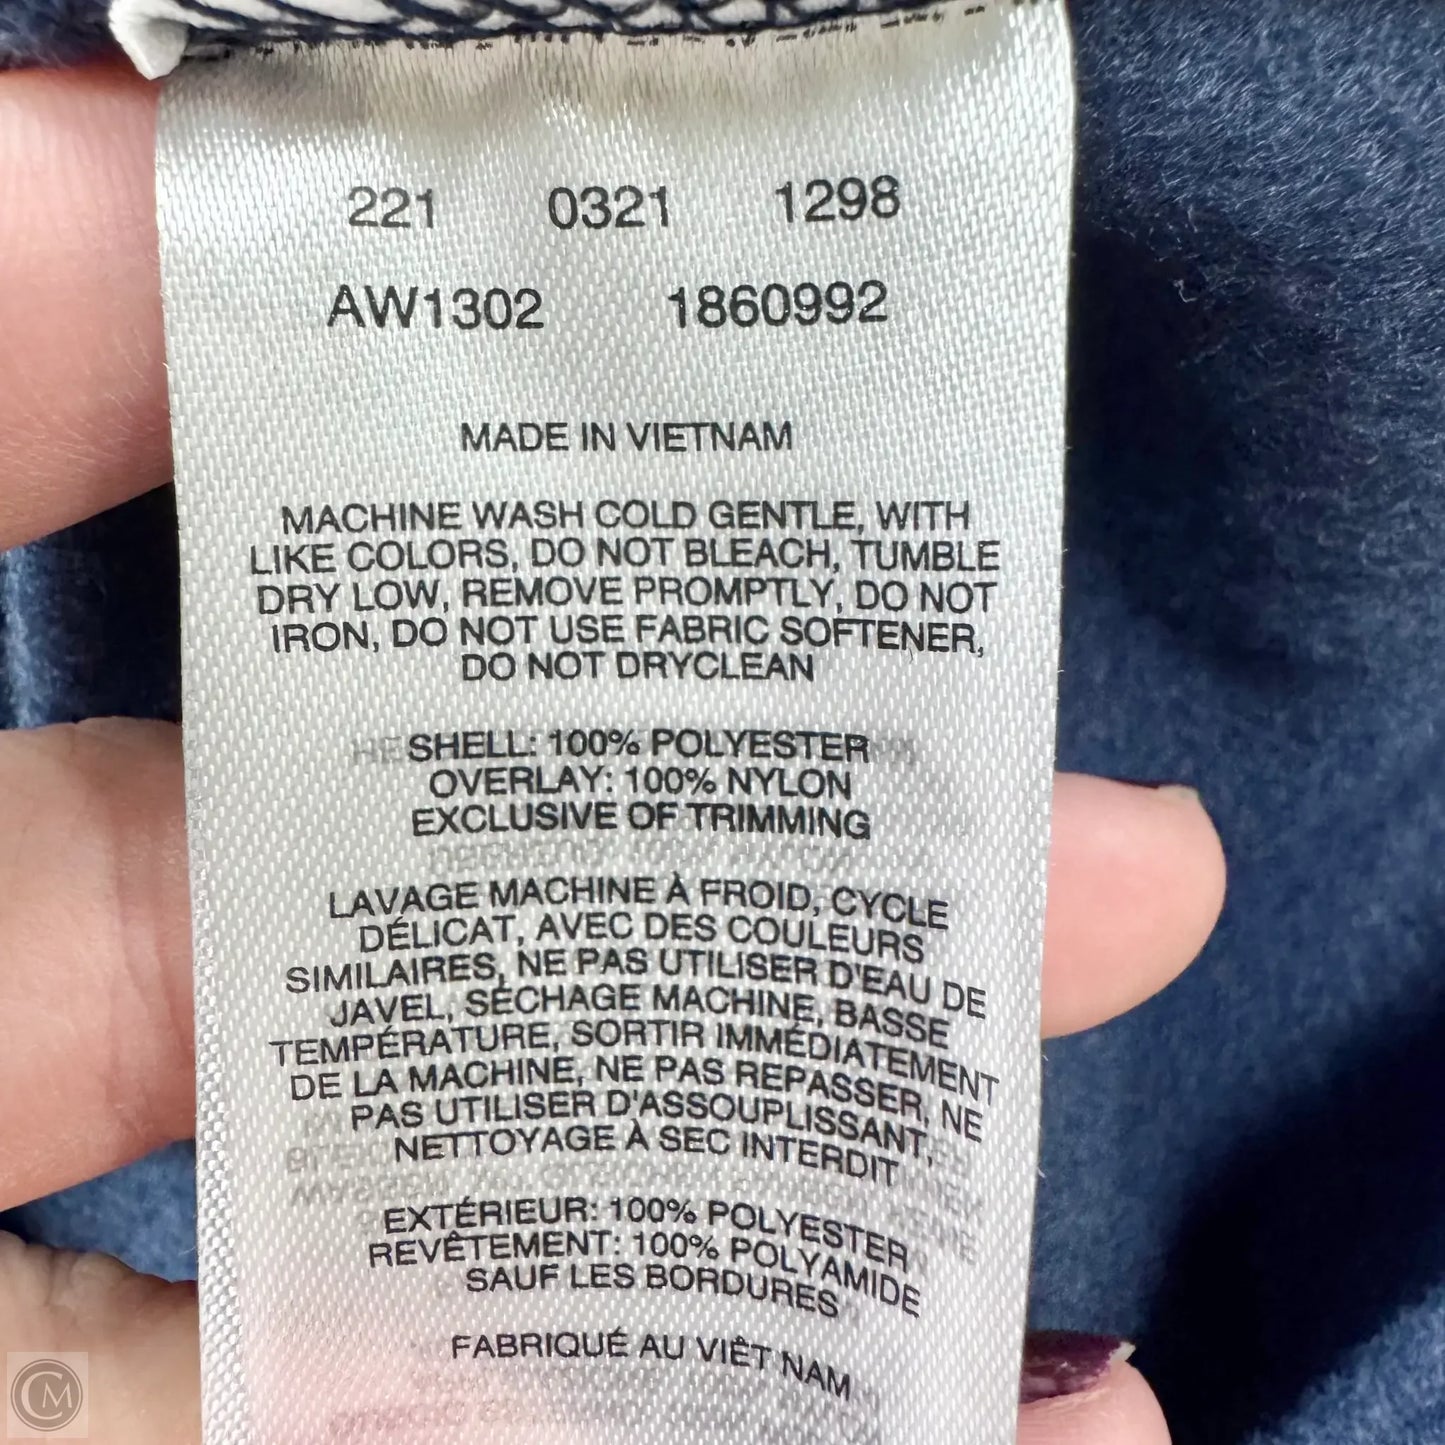 221 0321 1298
AW1302 1860992
MADE IN VIETNAM
MACHINE WASH COLD GENTLE, WITH
LIKE COLORS, DO NOT BLEACH, TUMBLE
DRY LOW, REMOVE PROMPTLY, DO NOT
IRON, DO NOT USE FABRIC SOFTENER,
DO NOT DRYCLEAN
SHELL: 100% POLYESTER
OVERLAY: 100% NYLON
EXCLUSIVE OF TRIMMING
LAVAGE MACHINE À FROID, CYCLE
DÉLICAT, AVEC DES COULEURS
SIMILAIRES, NE PAS UTILISER D'EAU DE
JAVEL, SÉCHAGE MACHINE, BASSE
TEMPÉRATURE, SORTIR IMMÉDIATEMENT
DE LA MACHINE, NE PAS REPASSER, NE
PAS UTILISER D'ASSOUPLISSANT,
NETTOYAGE À SEC INTERDIT
EXTÉRIEUR: 100% POLYESTER
REVÊTEMENT: 100% POLYAMIDE
SAUF LES BORDURES
FABRIQUÉ AU VIÊT NAM
CM